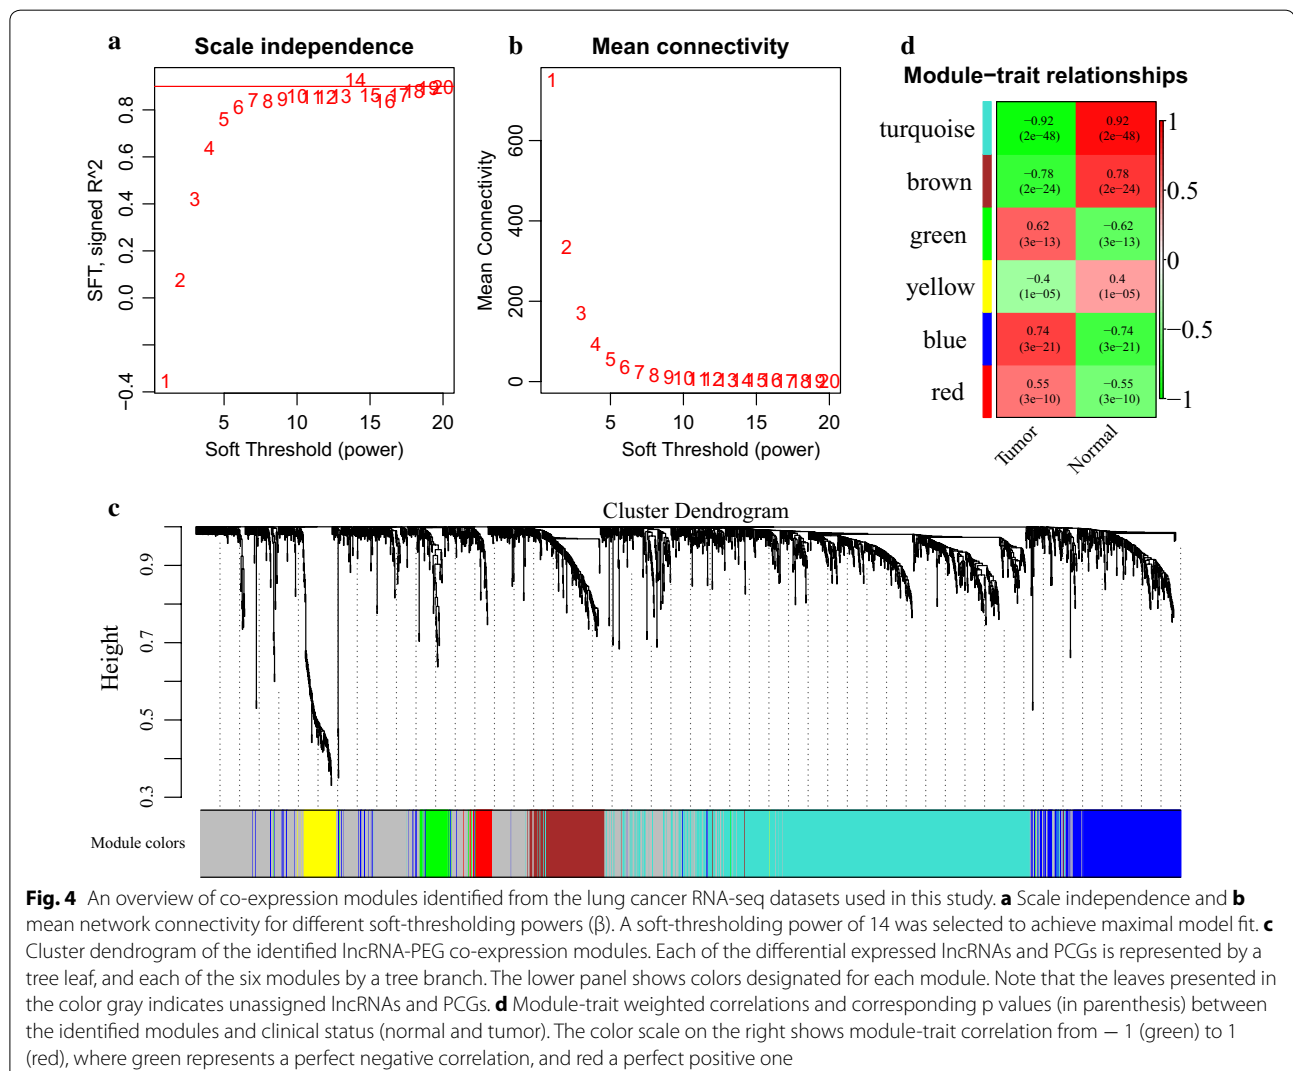 a
Scale independence
SFT, signed R^2
0.8
0.6
0.4
0.2
0.0
−0.4
1
2
3
4
5
6
7
8
9
10
11
12
13
14
15
16
17
18
19
20
5
10
15
20
Soft Threshold (power)
b
Mean connectivity
Mean Connectivity
600
400
200
0
1
2
3
4
5
6
7
8
9
10
11
12
13
14
15
16
17
18
19
20
5
10
15
20
Soft Threshold (power)
d
Module−trait relationships
turquoise
−0.92
(2e−48)
0.92
(2e−48)
brown
−0.78
(2e−24)
0.78
(2e−24)
green
0.62
(3e−13)
−0.62
(3e−13)
yellow
−0.4
(1e−05)
0.4
(1e−05)
blue
0.74
(3e−21)
−0.74
(3e−21)
red
0.55
(3e−10)
−0.55
(3e−10)
Tumor
Normal
1
0.5
0
−0.5
−1
c
Cluster Dendrogram
Height
0.9
0.7
0.5
0.3
Module colors
Fig. 4 An overview of co-expression modules identified from the lung cancer RNA-seq datasets used in this study. a Scale independence and b
mean network connectivity for different soft-thresholding powers (β). A soft-thresholding power of 14 was selected to achieve maximal model fit. c
Cluster dendrogram of the identified lncRNA-PEG co-expression modules. Each of the differential expressed lncRNAs and PCGs is represented by a
tree leaf, and each of the six modules by a tree branch. The lower panel shows colors designated for each module. Note that the leaves presented in
the color gray indicates unassigned lncRNAs and PCGs. d Module-trait weighted correlations and corresponding p values (in parenthesis) between
the identified modules and clinical status (normal and tumor). The color scale on the right shows module-trait correlation from − 1 (green) to 1
(red), where green represents a perfect negative correlation, and red a perfect positive one